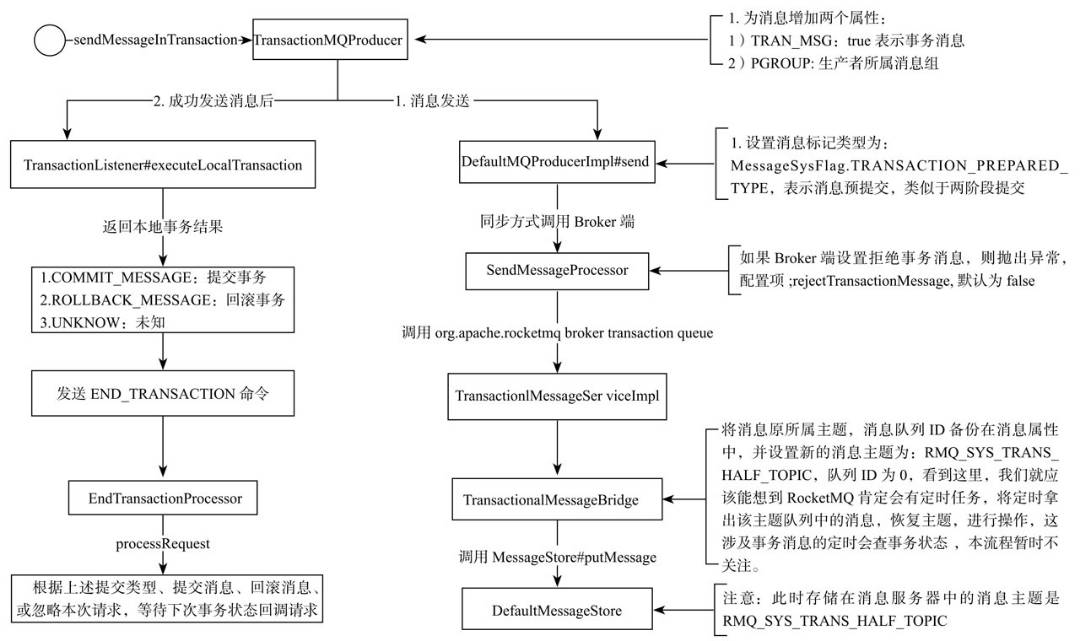 sendMessageInTransaction
TransactionMQProducer
1. 为消息增加两个属性：
1）TRAN_MSG：true 表示事务消息
2）PGROUP: 生产者所属消息组
2. 成功发送消息后
1. 消息发送
TransactionListener#executeLocalTransaction
返回本地事务结果
1.COMMIT_MESSAGE：提交事务
2.ROLLBACK_MESSAGE：回滚事务
3.UNKNOW：未知
发送 END_TRANSACTION 命令
EndTransactionProcessor
processRequest
根据上述提交类型、提交消息、回滚消息、
或忽略本次请求，等待下次事务状态回调请求
DefaultMQProducerImpl#send
1. 设置消息标记类型为：
MessageSysFlag.TRANSACTION_PREPARED_
TYPE，表示消息预提交，类似于两阶段提交
同步方式调用 Broker 端
SendMessageProcessor
如果 Broker 端设置拒绝事务消息，则抛出异常，
配置项 ;rejectTransactionMessage, 默认为 false
调用 org.apache.rocketmq broker transaction queue
TransactionlMessageSer viceImpl
TransactionalMessageBridge
将消息原所属主题，消息队列 ID 备份在消息属性
中，并设置新的消息主题为：RMQ_SYS_TRANS_
HALF_TOPIC，队列 ID 为 0，看到这里，我们就应
该能想到 RocketMQ 肯定会有定时任务，将定时拿
出该主题队列中的消息，恢复主题，进行操作，这
涉及事务消息的定时会查事务状态 ，本流程暂时不
关注。
调用 MessageStore#putMessage
DefaultMessageStore
注意：此时存储在消息服务器中的消息主题是
RMQ_SYS_TRANS_HALF_TOPIC